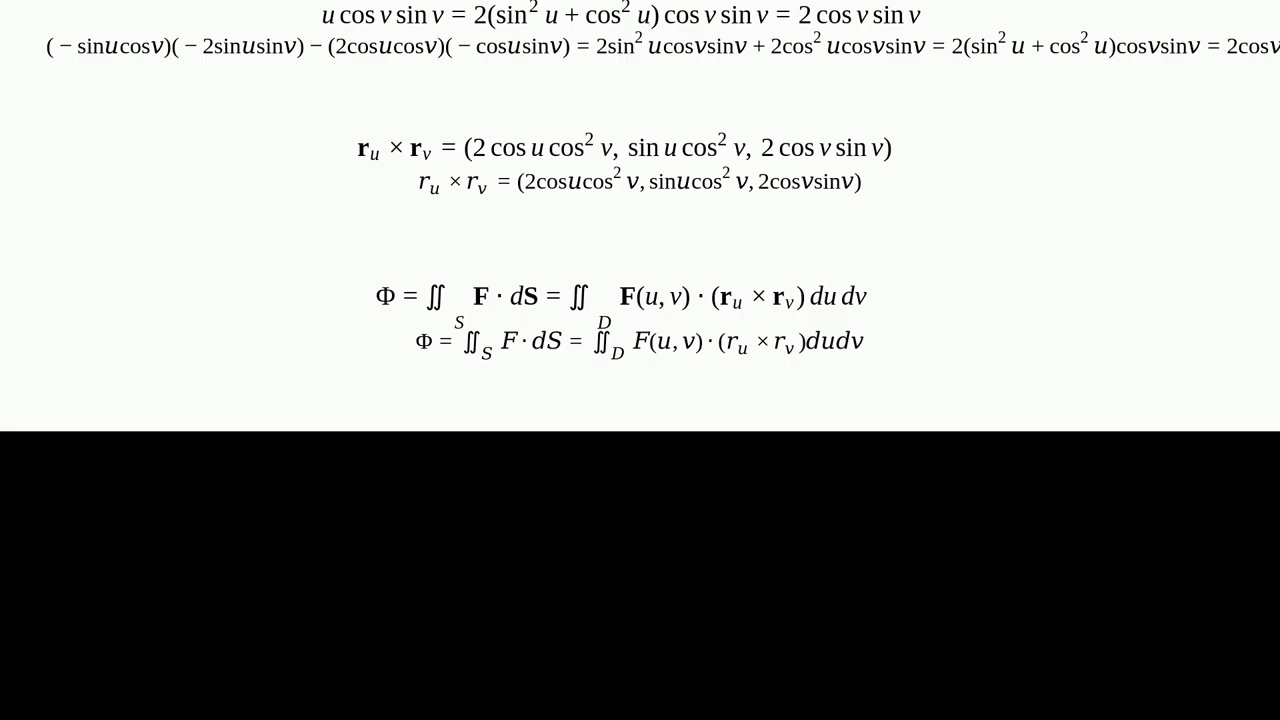 u cos v sin v = 2(sin² u + cos² u) cos v sin v = 2 cos v sin v
( − sinucosv)( − 2sinusinv) − (2cosucosv)( − cosusinv) = 2sin² ucosvsinv + 2cos² ucosvsinv = 2(sin² u + cos² u)cosvsinv = 2cosv
r_u × r_v = (2 cos u cos² v, sin u cos² v, 2 cos v sin v)
r_u × r_v = (2cosucos² v, sinucos² v, 2cosvsinv)
Φ = ∬_S F · dS = ∬_D F(u, v) · (r_u × r_v) du dv
Φ = ∬_S F · dS = ∬_D F(u, v) · (r_u × r_v)dudv